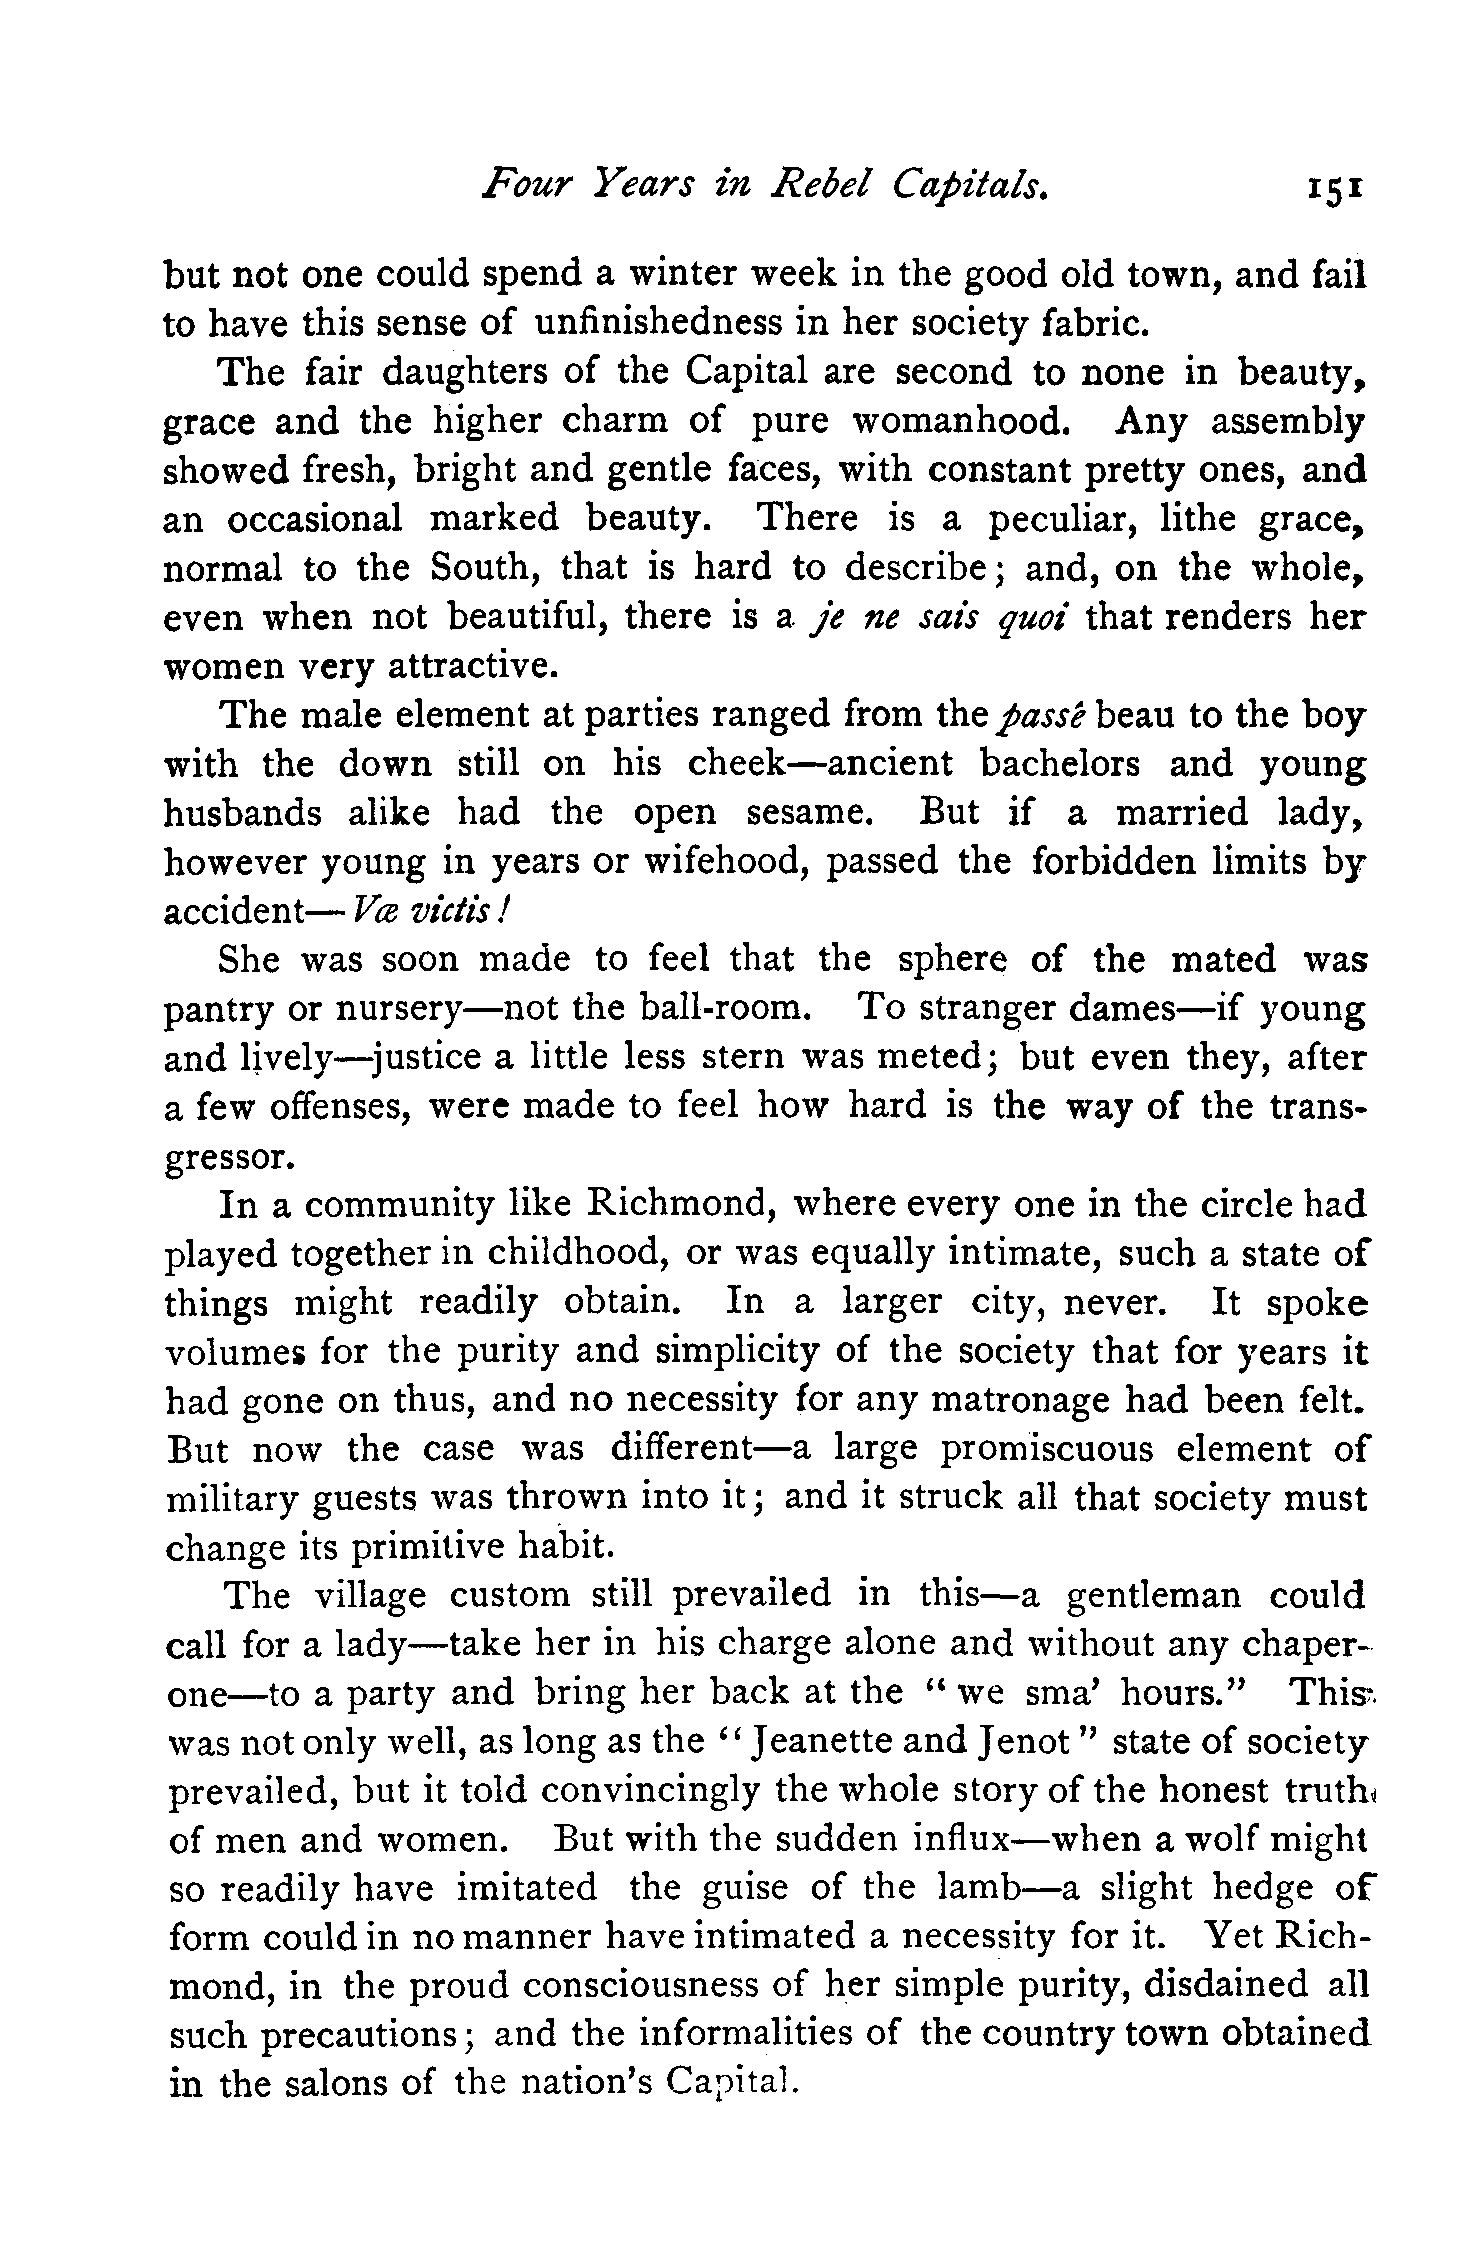 Four Years in Rebel Capitals. 151
but not one could spend a winter week in the good old town, and fail
to have this sense of unfinishedness in her society fabric.
The fair daughters of the Capital are second to none in beauty,
grace and the higher charm of pure womanhood. Any assembly
showed fresh, bright and gentle faces, with constant pretty ones, and
an occasional marked beauty. There is a peculiar, lithe grace,
normal to the South, that is hard to describe; and, on the whole,
even when not beautiful, there is a je ne sais quoi that renders her
women very attractive.
The male element at parties ranged from the passê beau to the boy
with the down still on his cheek—ancient bachelors and young
husbands alike had the open sesame. But if a married lady,
however young in years or wifehood, passed the forbidden limits by
accident—Væ victis!
She was soon made to feel that the sphere of the mated was
pantry or nursery—not the ball-room. To stranger dames—if young
and lively—justice a little less stern was meted; but even they, after
a few offenses, were made to feel how hard is the way of the trans-
gressor.
In a community like Richmond, where every one in the circle had
played together in childhood, or was equally intimate, such a state of
things might readily obtain. In a larger city, never. It spoke
volumes for the purity and simplicity of the society that for years it
had gone on thus, and no necessity for any matronage had been felt.
But now the case was different—a large promiscuous element of
military guests was thrown into it; and it struck all that society must
change its primitive habit.
The village custom still prevailed in this—a gentleman could
call for a lady—take her in his charge alone and without any chaper-
one—to a party and bring her back at the "we sma' hours." This
was not only well, as long as the "Jeanette and Jenot" state of society
prevailed, but it told convincingly the whole story of the honest truth
of men and women. But with the sudden influx—when a wolf might
so readily have imitated the guise of the lamb—a slight hedge of
form could in no manner have intimated a necessity for it. Yet Rich-
mond, in the proud consciousness of her simple purity, disdained all
such precautions; and the informalities of the country town obtained
in the salons of the nation's Capital.